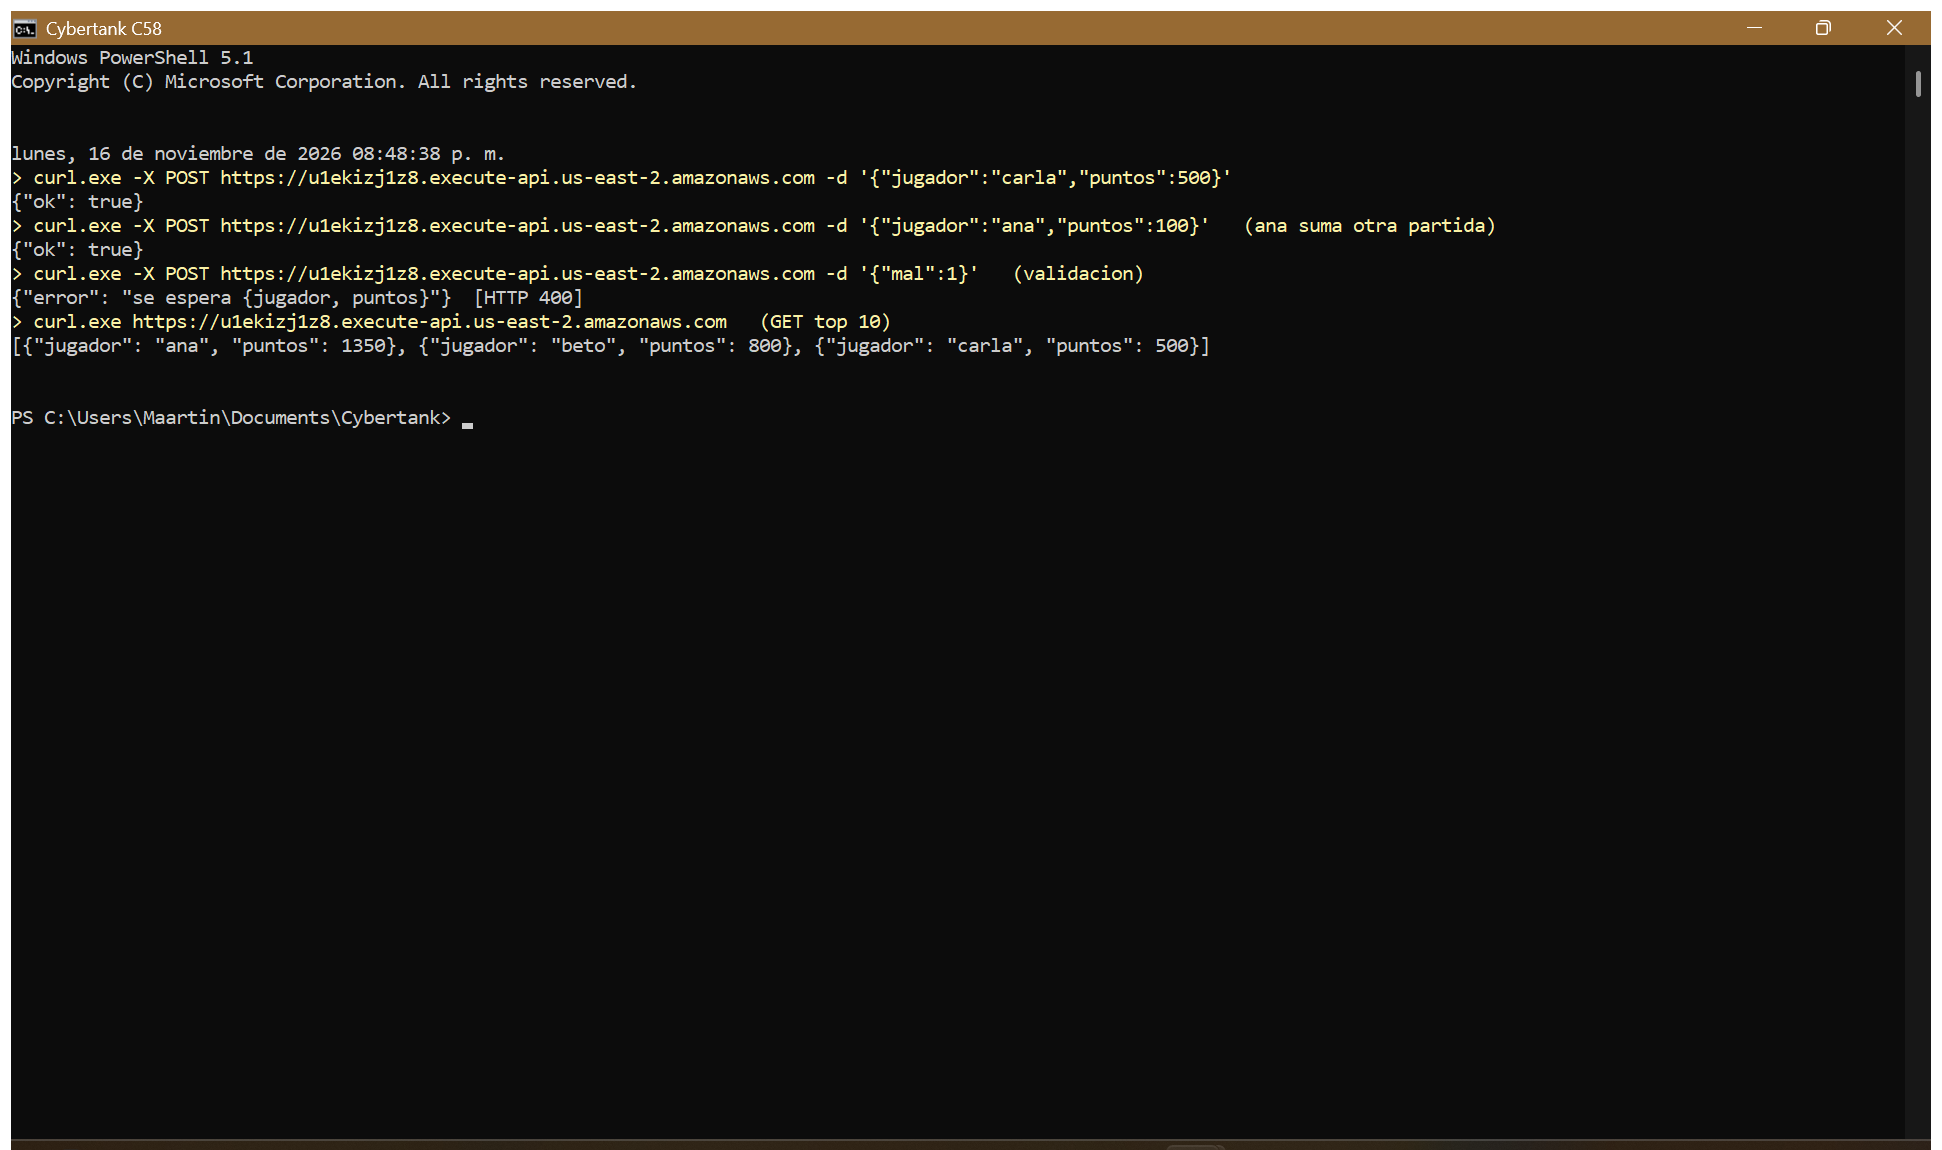 Cybertank C58
Windows PowerShell 5.1
Copyright (C) Microsoft Corporation. All rights reserved.
lunes, 16 de noviembre de 2026 08:48:38 p. m.
> curl.exe -X POST https://u1ekizj1z8.execute-api.us-east-2.amazonaws.com -d '{"jugador":"carla","puntos":500}'
{"ok": true}
> curl.exe -X POST https://u1ekizj1z8.execute-api.us-east-2.amazonaws.com -d '{"jugador":"ana","puntos":100}'   (ana suma otra partida)
{"ok": true}
> curl.exe -X POST https://u1ekizj1z8.execute-api.us-east-2.amazonaws.com -d '{"mal":1}'   (validacion)
{"error": "se espera {jugador, puntos}"}  [HTTP 400]
> curl.exe https://u1ekizj1z8.execute-api.us-east-2.amazonaws.com   (GET top 10)
[{"jugador": "ana", "puntos": 1350}, {"jugador": "beto", "puntos": 800}, {"jugador": "carla", "puntos": 500}]
PS C:\Users\Maartin\Documents\Cybertank>